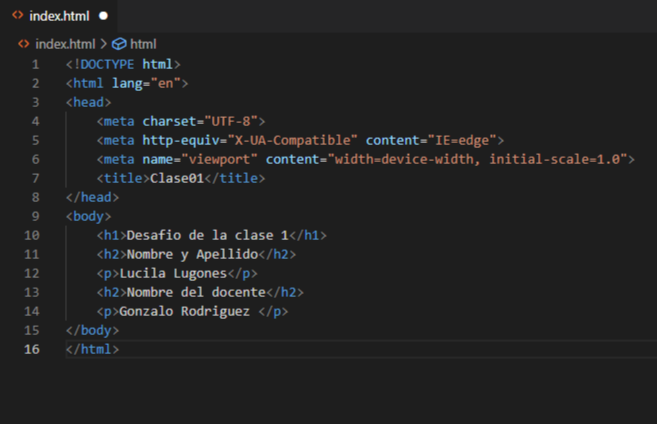 index.html
index.html > html
1 <!DOCTYPE html>
2 <html lang="en">
3 <head>
4     <meta charset="UTF-8">
5     <meta http-equiv="X-UA-Compatible" content="IE=edge">
6     <meta name="viewport" content="width=device-width, initial-scale=1.0">
7     <title>Clase01</title>
8 </head>
9 <body>
10     <h1>Desafio de la clase 1</h1>
11     <h2>Nombre y Apellido</h2>
12     <p>Lucila Lugones</p>
13     <h2>Nombre del docente</h2>
14     <p>Gonzalo Rodriguez </p>
15 </body>
16 </html>